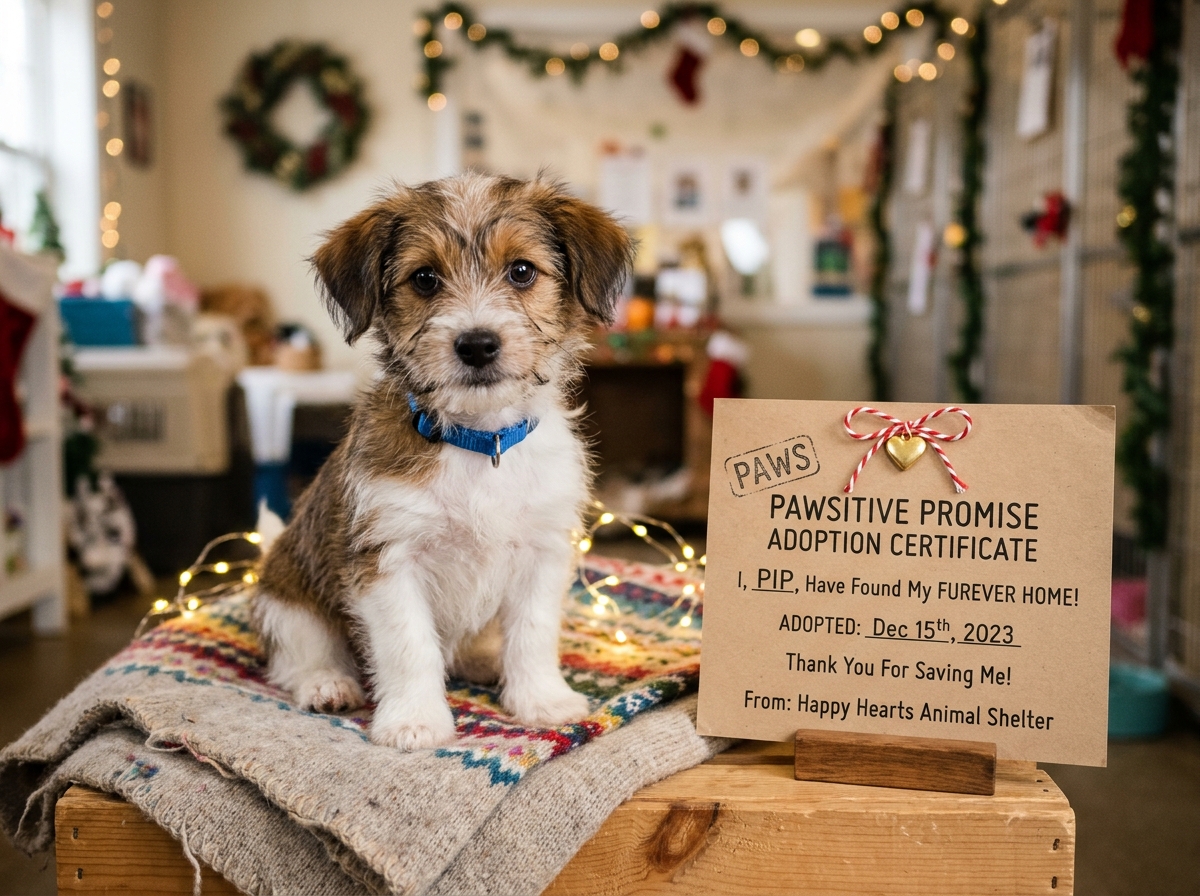 PAWS
PAWSITIVE PROMISE
ADOPTION CERTIFICATE
I, PIP, Have Found My FUREVER HOME!
ADOPTED: Dec 15th, 2023
Thank You For Saving Me!
From: Happy Hearts Animal Shelter